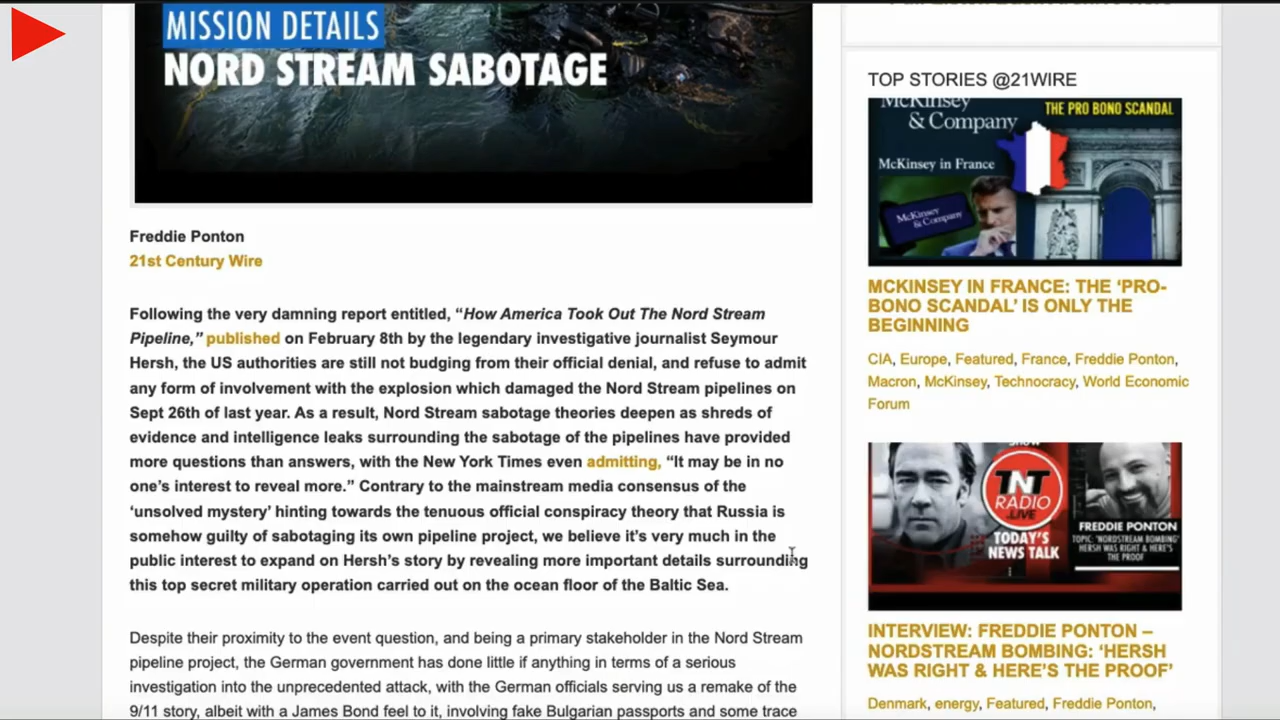 MISSION DETAILS
NORD STREAM SABOTAGE
Freddie Ponton
21st Century Wire
Following the very damning report entitled, “How America Took Out The Nord Stream
Pipeline,” published on February 8th by the legendary investigative journalist Seymour
Hersh, the US authorities are still not budging from their official denial, and refuse to admit
any form of involvement with the explosion which damaged the Nord Stream pipelines on
Sept 26th of last year. As a result, Nord Stream sabotage theories deepen as shreds of
evidence and intelligence leaks surrounding the sabotage of the pipelines have provided
more questions than answers, with the New York Times even admitting, “It may be in no
one’s interest to reveal more.” Contrary to the mainstream media consensus of the
‘unsolved mystery’ hinting towards the tenuous official conspiracy theory that Russia is
somehow guilty of sabotaging its own pipeline project, we believe it’s very much in the
public interest to expand on Hersh’s story by revealing more important details surrounding
this top secret military operation carried out on the ocean floor of the Baltic Sea.
Despite their proximity to the event question, and being a primary stakeholder in the Nord Stream
pipeline project, the German government has done little if anything in terms of a serious
investigation into the unprecedented attack, with the German officials serving us a remake of the
9/11 story, albeit with a James Bond feel to it, involving fake Bulgarian passports and some trace
TOP STORIES @21WIRE
McKinsey
& Company
THE PRO BONO SCANDAL
McKinsey in France
McKinsey
& Company
MCKINSEY IN FRANCE: THE ‘PRO-
BONO SCANDAL’ IS ONLY THE
BEGINNING
CIA, Europe, Featured, France, Freddie Ponton,
Macron, McKinsey, Technocracy, World Economic
Forum
SHOW
TNT
RADIO
.LIVE
TODAY'S
NEWS TALK
FREDDIE PONTON
TOPIC: 'NORDSTREAM BOMBING'
HERSH WAS RIGHT & HERE'S
THE PROOF'
INTERVIEW: FREDDIE PONTON –
NORDSTREAM BOMBING: ‘HERSH
WAS RIGHT & HERE’S THE PROOF’
Denmark, energy, Featured, Freddie Ponton,